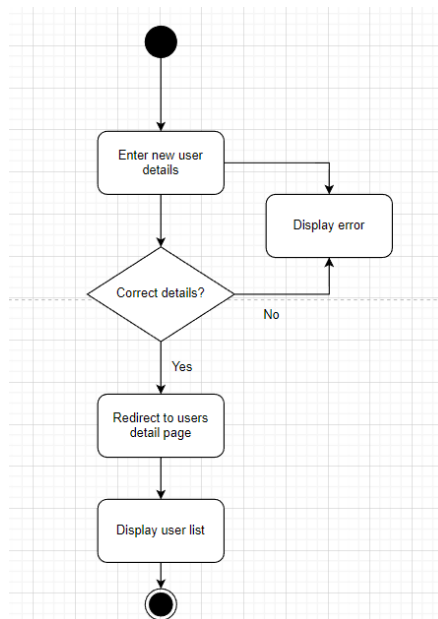 Enter new user
details
Display error
Correct details?
No
Yes
Redirect to users
detail page
Display user list